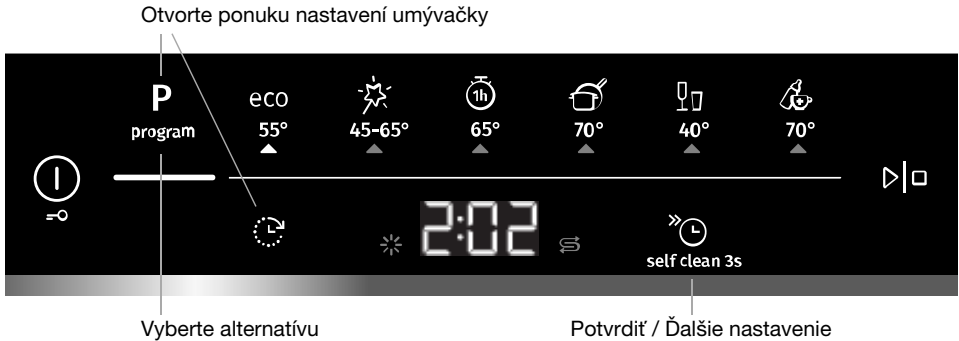 Otvorte ponuku nastavení umývačky
P eco 1h
program 55° 45-65° 65° 70° 40° 70°
2:02
self clean 3s
Vyberte alternatívu Potvrdiť / Ďalšie nastavenie